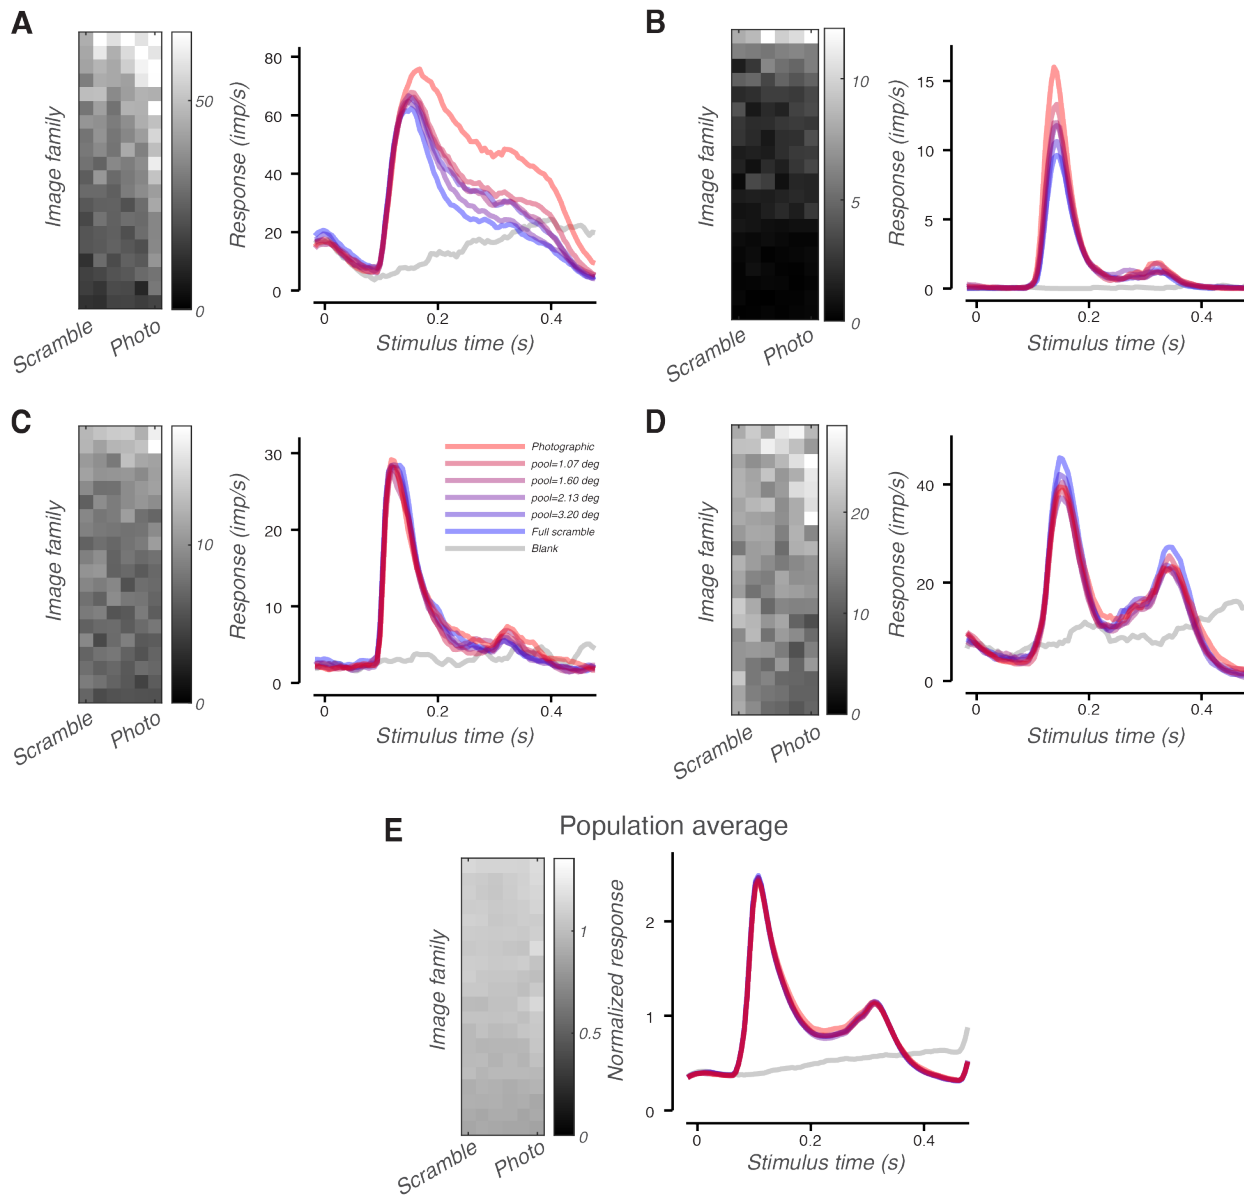 A
Image family
50
0
Scramble
Photo
Response (imp/s)
80
60
40
20
0
0
0.2
0.4
Stimulus time (s)
B
Image family
10
5
0
Scramble
Photo
Response (imp/s)
15
10
5
0
0
0.2
0.4
Stimulus time (s)
C
Image family
10
0
Scramble
Photo
Response (imp/s)
30
20
10
0
Photographic
pool=1.07 deg
pool=1.60 deg
pool=2.13 deg
pool=3.20 deg
Full scramble
Blank
0
0.2
0.4
Stimulus time (s)
D
Image family
20
10
0
Scramble
Photo
Response (imp/s)
40
20
0
0
0.2
0.4
Stimulus time (s)
E
Population average
Image family
1
0.5
0
Scramble
Photo
Normalized response
2
1
0
0
0.2
0.4
Stimulus time (s)